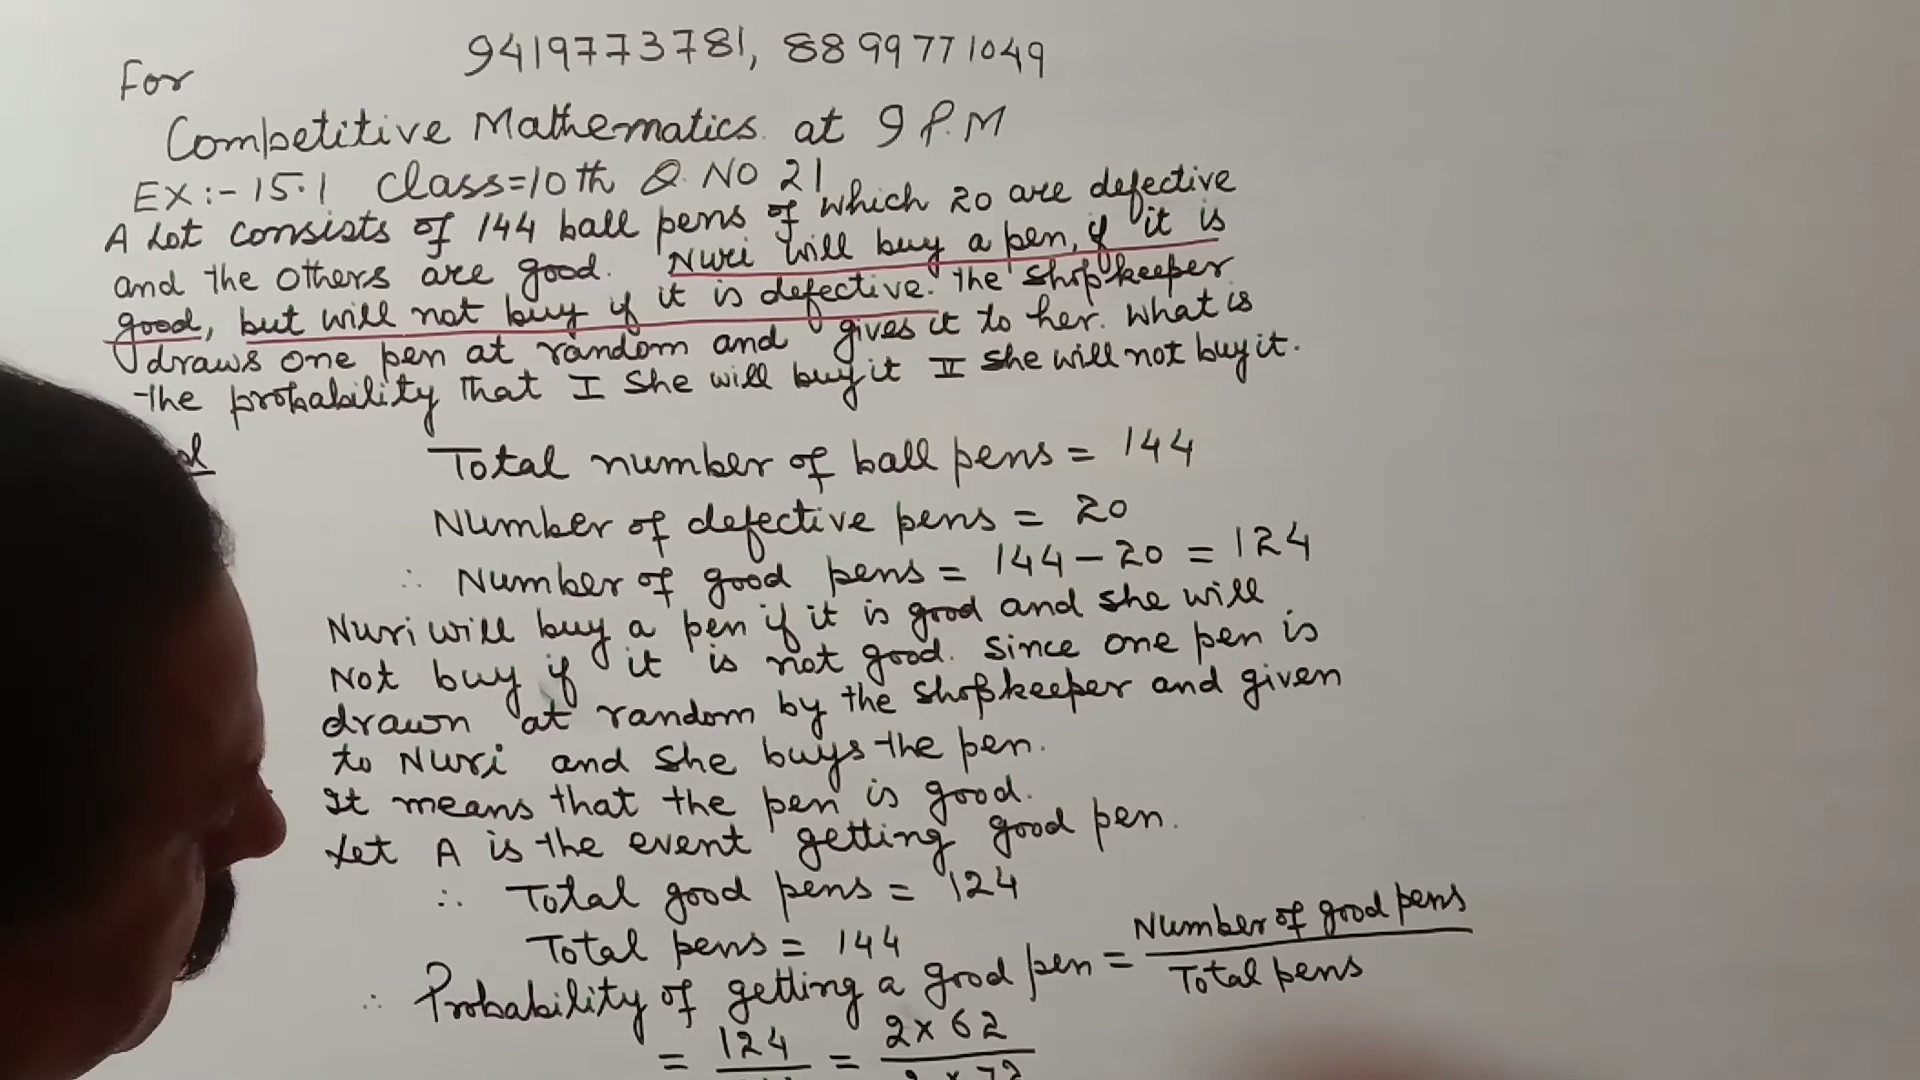 9419773781, 8899771049
For
Competitive Mathematics at 9 P.M
EX:- 15.1 Class=10th Q. NO 21
A Lot consists of 144 ball pens of which 20 are defective
and the others are good. Nuri will buy a pen, if it is
good, but will not buy if it is defective. The shopkeeper
draws one pen at random and gives it to her. What is
the probability that I She will buy it II She will not buy it.
Total number of ball pens = 144
Number of defective pens = 20
∴ Number of good pens = 144 - 20 = 124
Nuri will buy a pen if it is good and she will
Not buy if it is not good. Since one pen is
drawn at random by the shopkeeper and given
to Nuri and She buys the pen.
It means that the pen is good.
Let A is the event getting good pen.
∴ Total good pens = 124
Total pens = 144
∴ Probability of getting a good pen = Number of good pens / Total pens
= 124 = 2 x 62